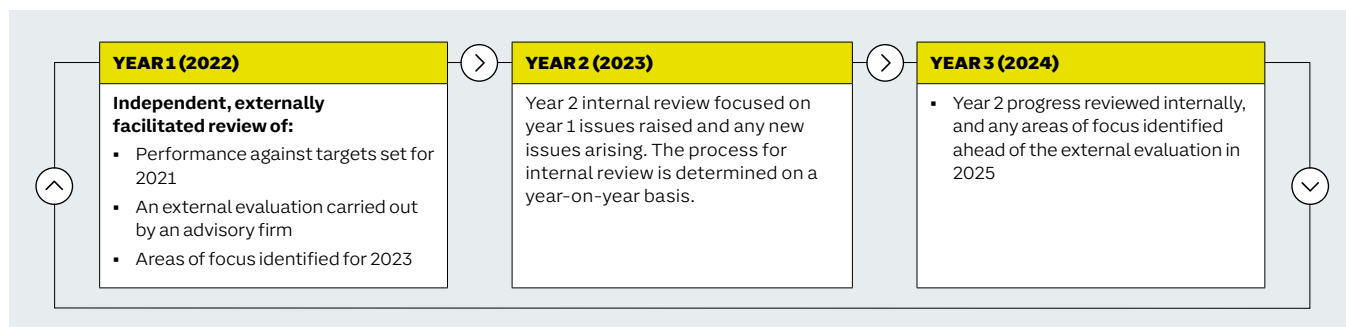 YEAR 1 (2022)
Independent, externally
facilitated review of:
▪ Performance against targets set for
2021
▪ An external evaluation carried out
by an advisory firm
▪ Areas of focus identified for 2023
YEAR 2 (2023)
Year 2 internal review focused on
year 1 issues raised and any new
issues arising. The process for
internal review is determined on a
year-on-year basis.
YEAR 3 (2024)
▪ Year 2 progress reviewed internally,
and any areas of focus identified
ahead of the external evaluation in
2025